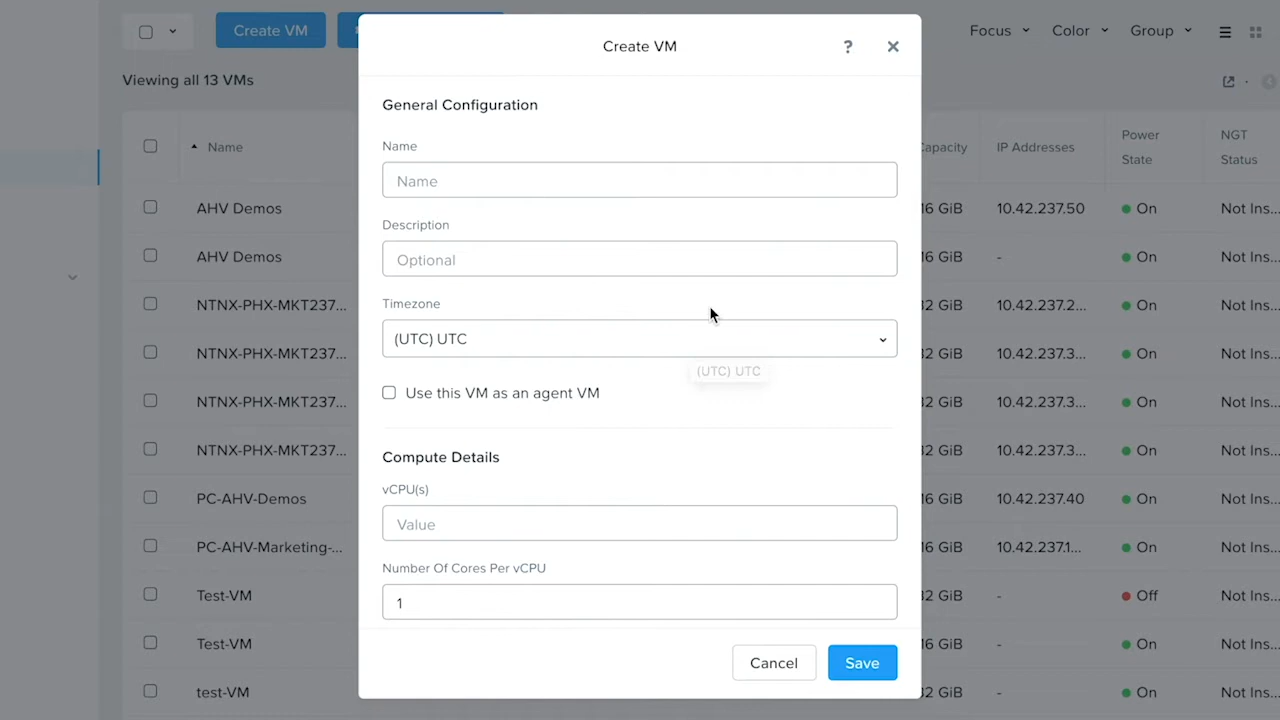 Create VM
Focus Color Group
Viewing all 13 VMs
Create VM ?
General Configuration
Name
Name
Description
Optional
Timezone
(UTC) UTC
(UTC) UTC
Use this VM as an agent VM
Compute Details
vCPU(s)
Value
Number Of Cores Per vCPU
1
Cancel Save
Name Capacity IP Addresses Power State NGT Status
AHV Demos 16 GiB 10.42.237.50 On Not Ins...
AHV Demos 16 GiB - On Not Ins...
NTNX-PHX-MKT237... 32 GiB 10.42.237.2... On Not Ins...
NTNX-PHX-MKT237... 32 GiB 10.42.237.3... On Not Ins...
NTNX-PHX-MKT237... 32 GiB 10.42.237.3... On Not Ins...
NTNX-PHX-MKT237... 32 GiB 10.42.237.3... On Not Ins...
PC-AHV-Demos 16 GiB 10.42.237.40 On Not Ins...
PC-AHV-Marketing-... 16 GiB 10.42.237.1... On Not Ins...
Test-VM 2 GiB - Off Not Ins...
Test-VM 16 GiB - On Not Ins...
test-VM 2 GiB - On Not Ins...